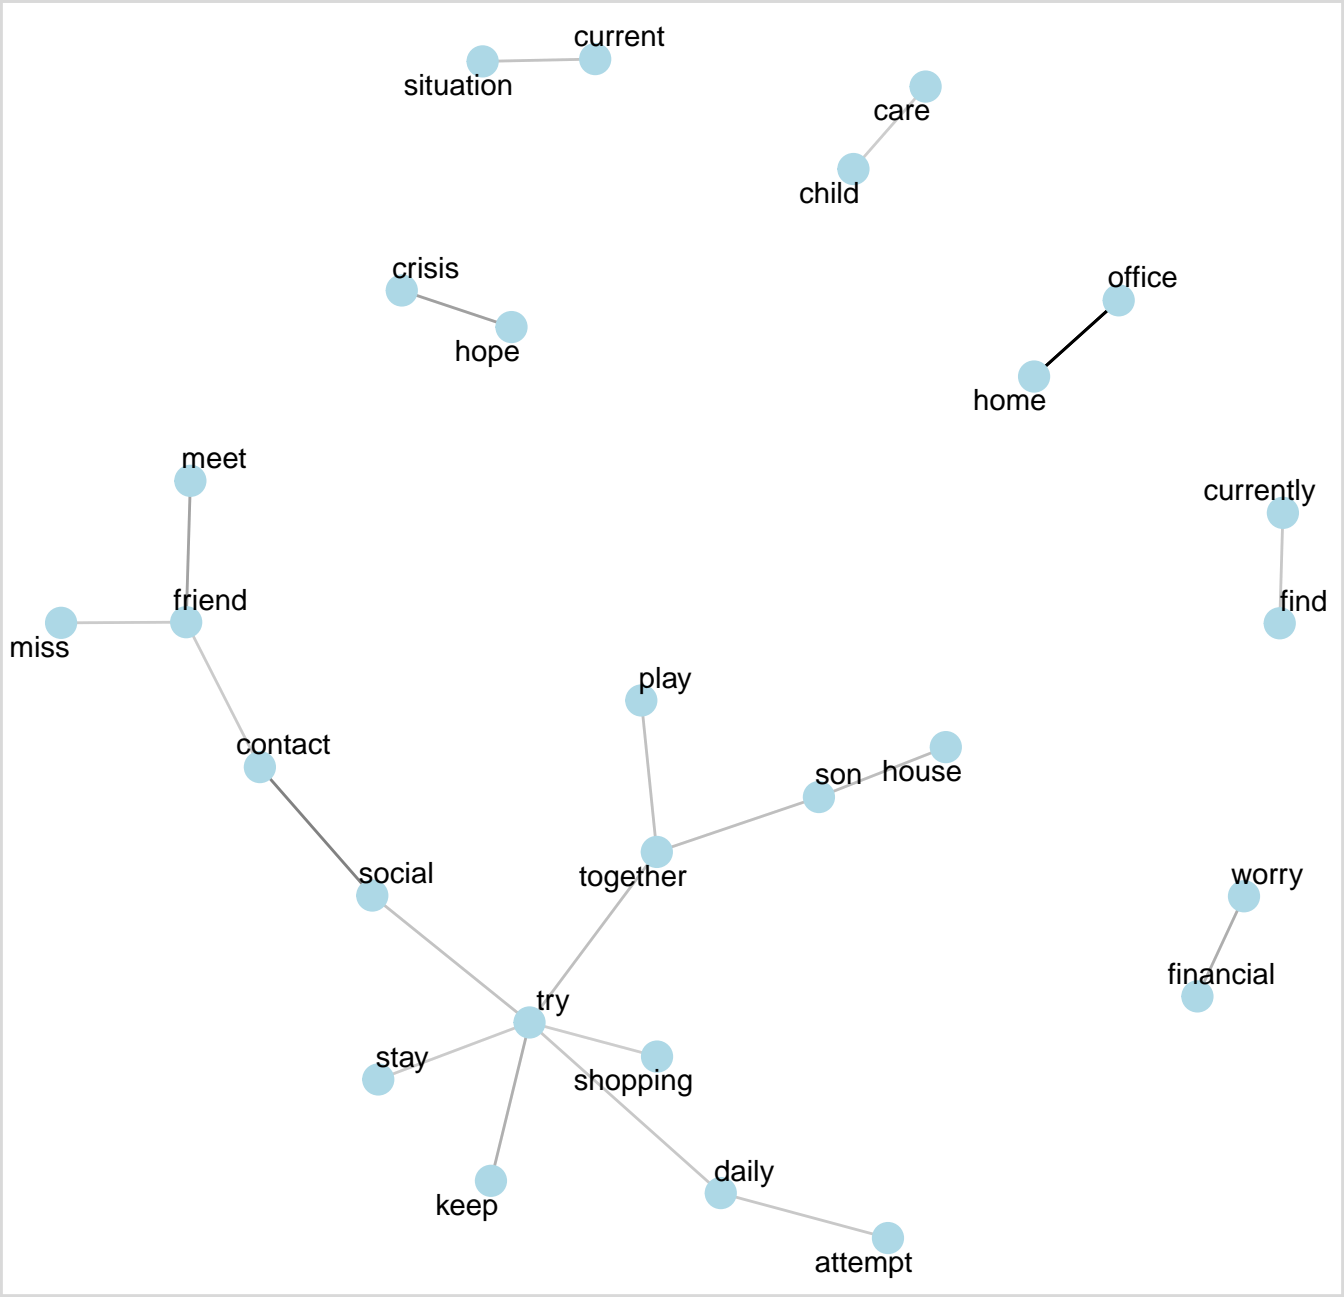 current
situation
care
child
crisis
office
hope
home
meet
currently
friend
find
miss
play
contact
son
house
social
together
worry
financial
try
stay
shopping
daily
keep
attempt